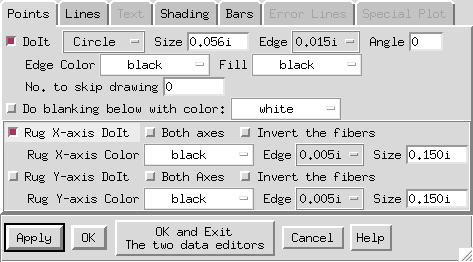 Points Lines Text Shading Bars Error Lines Special Plot
DoIt Circle Size 0.056i Edge 0.015i Angle 0
Edge Color black Fill black
No. to skip drawing 0
Do blanking below with color: white
Rug X-axis DoIt Both axes Invert the fibers
Rug X-axis Color black Edge 0.005i Size 0.150i
Rug Y-axis DoIt Both Axes Invert the fibers
Rug Y-axis Color black Edge 0.005i Size 0.150i
Apply OK OK and Exit Cancel Help
The two data editors